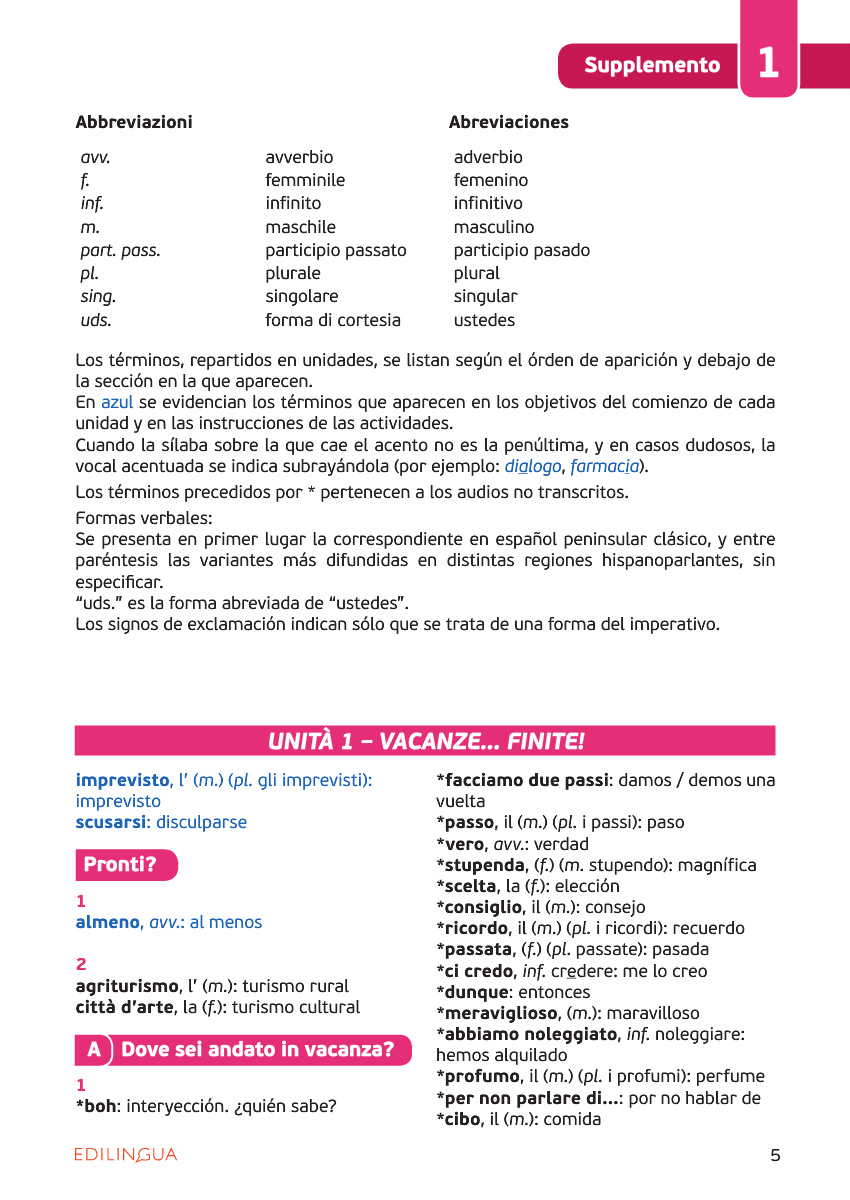 Supplemento 1
Abbreviazioni Abreviaciones
avv. avverbio adverbio
f. femminile femenino
inf. infinito infinitivo
m. maschile masculino
part. pass. participio passato participio pasado
pl. plurale plural
sing. singolare singular
uds. forma di cortesia ustedes
Los términos, repartidos en unidades, se listan según el órden de aparición y debajo de
la sección en la que aparecen.
En azul se evidencian los términos que aparecen en los objetivos del comienzo de cada
unidad y en las instrucciones de las actividades.
Cuando la sílaba sobre la que cae el acento no es la penúltima, y en casos dudosos, la
vocal acentuada se indica subrayándola (por ejemplo: dialogo, farmacia).
Los términos precedidos por * pertenecen a los audios no transcritos.
Formas verbales:
Se presenta en primer lugar la correspondiente en español peninsular clásico, y entre
paréntesis las variantes más difundidas en distintas regiones hispanoparlantes, sin
especificar.
“uds.” es la forma abreviada de “ustedes”.
Los signos de exclamación indican sólo que se trata de una forma del imperativo.
UNITÀ 1 – VACANZE... FINITE!
imprevisto, l’ (m.) (pl. gli imprevisti):
imprevisto
scusarsi: disculparse
Pronti?
1
almeno, avv.: al menos
2
agriturismo, l’ (m.): turismo rural
città d’arte, la (f.): turismo cultural
A Dove sei andato in vacanza?
1
*boh: interyección. ¿quién sabe?
*facciamo due passi: damos / demos una
vuelta
*passo, il (m.) (pl. i passi): paso
*vero, avv.: verdad
*stupenda, (f.) (m. stupendo): magnífica
*scelta, la (f.): elección
*consiglio, il (m.): consejo
*ricordo, il (m.) (pl. i ricordi): recuerdo
*passata, (f.) (pl. passate): pasada
*ci credo, inf. credere: me lo creo
*dunque: entonces
*meraviglioso, (m.): maravilloso
*abbiamo noleggiato, inf. noleggiare:
hemos alquilado
*profumo, il (m.) (pl. i profumi): perfume
*per non parlare di...: por no hablar de
*cibo, il (m.): comida
EDILINGUA
5